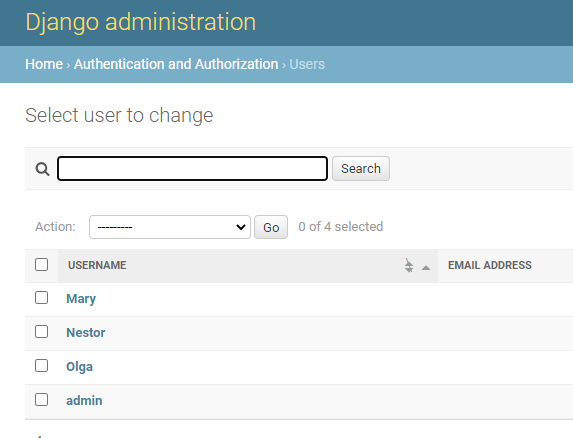 Django administration
Home › Authentication and Authorization › Users
Select user to change
Search
Action: --------- Go 0 of 4 selected
USERNAME EMAIL ADDRESS
Mary
Nestor
Olga
admin